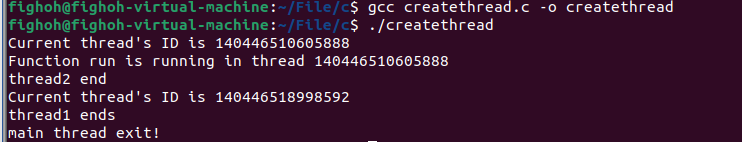 fighoh@fighoh-virtual-machine:~/File/c$ gcc createthread.c -o createthread
fighoh@fighoh-virtual-machine:~/File/c$ ./createthread
Current thread's ID is 140446510605888
Function run is running in thread 140446510605888
thread2 end
Current thread's ID is 140446518998592
thread1 ends
main thread exit!